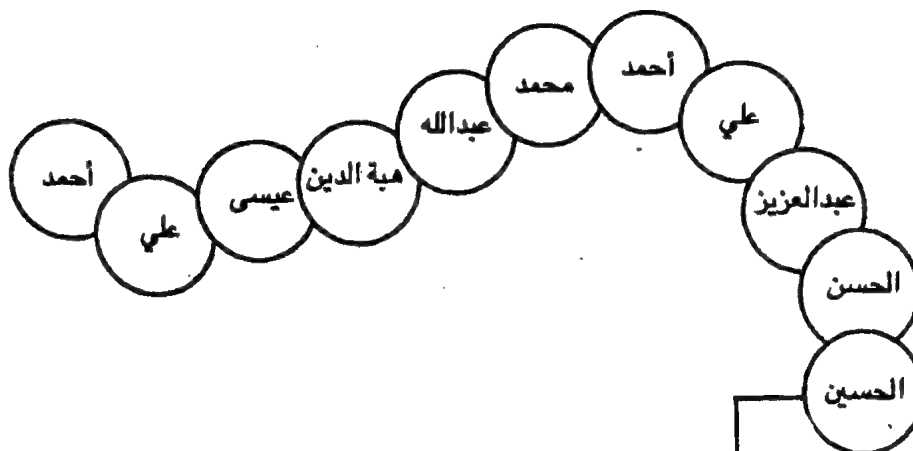 أحمد
محمد
علي
عبدالله
هبة الدين
عيسى
أحمد
علي
عبدالعزيز
الحسن
الحسين